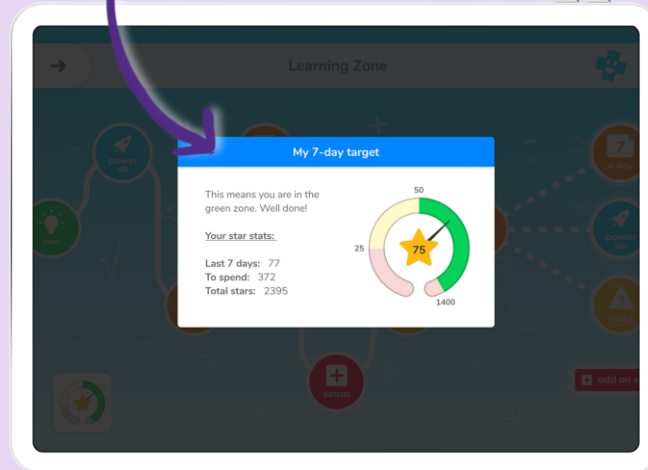 Learning Zone
power
up
7
a day
My 7-day target
This means you are in the
green zone. Well done!
Your star stats:
Last 7 days: 77
To spend: 372
Total stars: 2395
50
25
75
1400
new
power
up
tricky
extras
add an e